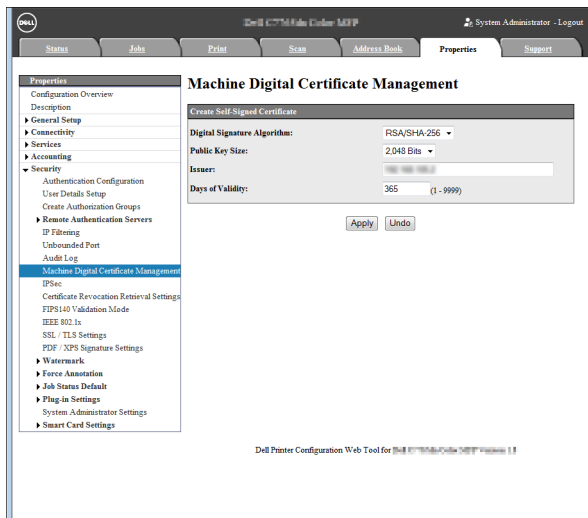 DELL
System Administrator - Logout
Status
Jobs
Print
Scan
Address Book
Properties
Support
Properties
Configuration Overview
Description
General Setup
Connectivity
Services
Accounting
Security
Authentication Configuration
User Details Setup
Create Authorization Groups
Remote Authentication Servers
IP Filtering
Unbounded Port
Audit Log
Machine Digital Certificate Management
IPSec
Certificate Revocation Retrieval Settings
FIPS140 Validation Mode
IEEE 802.1x
SSL / TLS Settings
PDF / XPS Signature Settings
Watermark
Force Annotation
Job Status Default
Plug-in Settings
System Administrator Settings
Smart Card Settings
Machine Digital Certificate Management
Create Self-Signed Certificate
Digital Signature Algorithm: RSA/SHA-256
Public Key Size: 2,048 Bits
Issuer:
Days of Validity: 365 (1 - 9999)
Apply Undo
Dell Printer Configuration Web Tool for